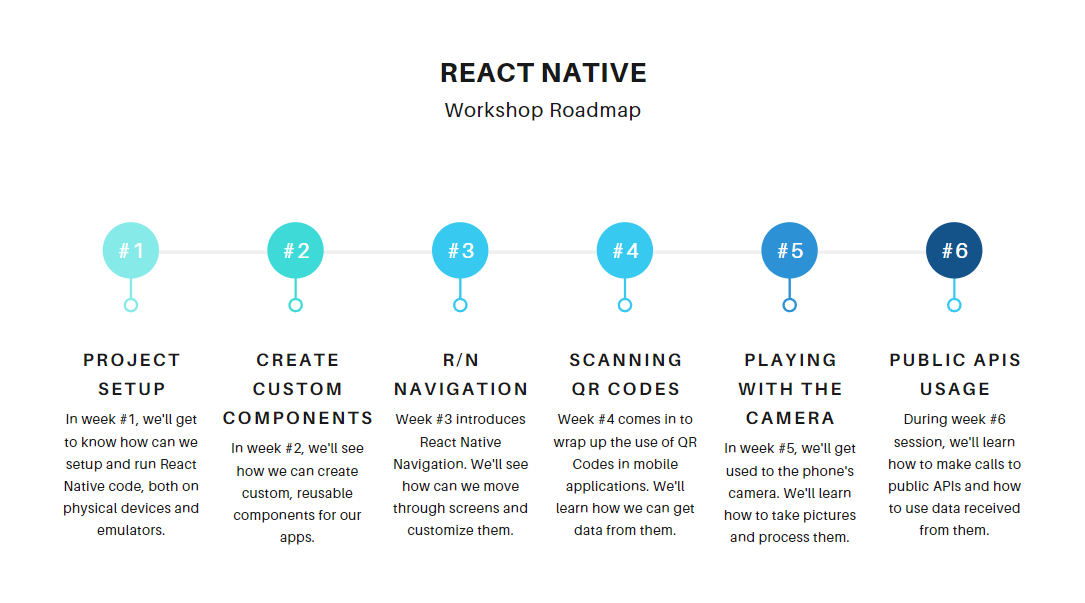 REACT NATIVE
Workshop Roadmap
#1
#2
#3
#4
#5
#6
PROJECT
SETUP
In week #1, we'll get
to know how can we
setup and run React
Native code, both on
physical devices and
emulators.
CREATE
CUSTOM
COMPONENTS
In week #2, we'll see
how we can create
custom, reusable
components for our
apps.
R/N
NAVIGATION
Week #3 introduces
React Native
Navigation. We'll see
how can we move
through screens and
customize them.
SCANNING
QR CODES
Week #4 comes in to
wrap up the use of QR
Codes in mobile
applications. We'll
learn how we can get
data from them.
PLAYING
WITH THE
CAMERA
In week #5, we'll get
used to the phone's
camera. We'll learn
how to take pictures
and process them.
PUBLIC APIS
USAGE
During week #6
session, we'll learn
how to make calls to
public APIs and how
to use data received
from them.